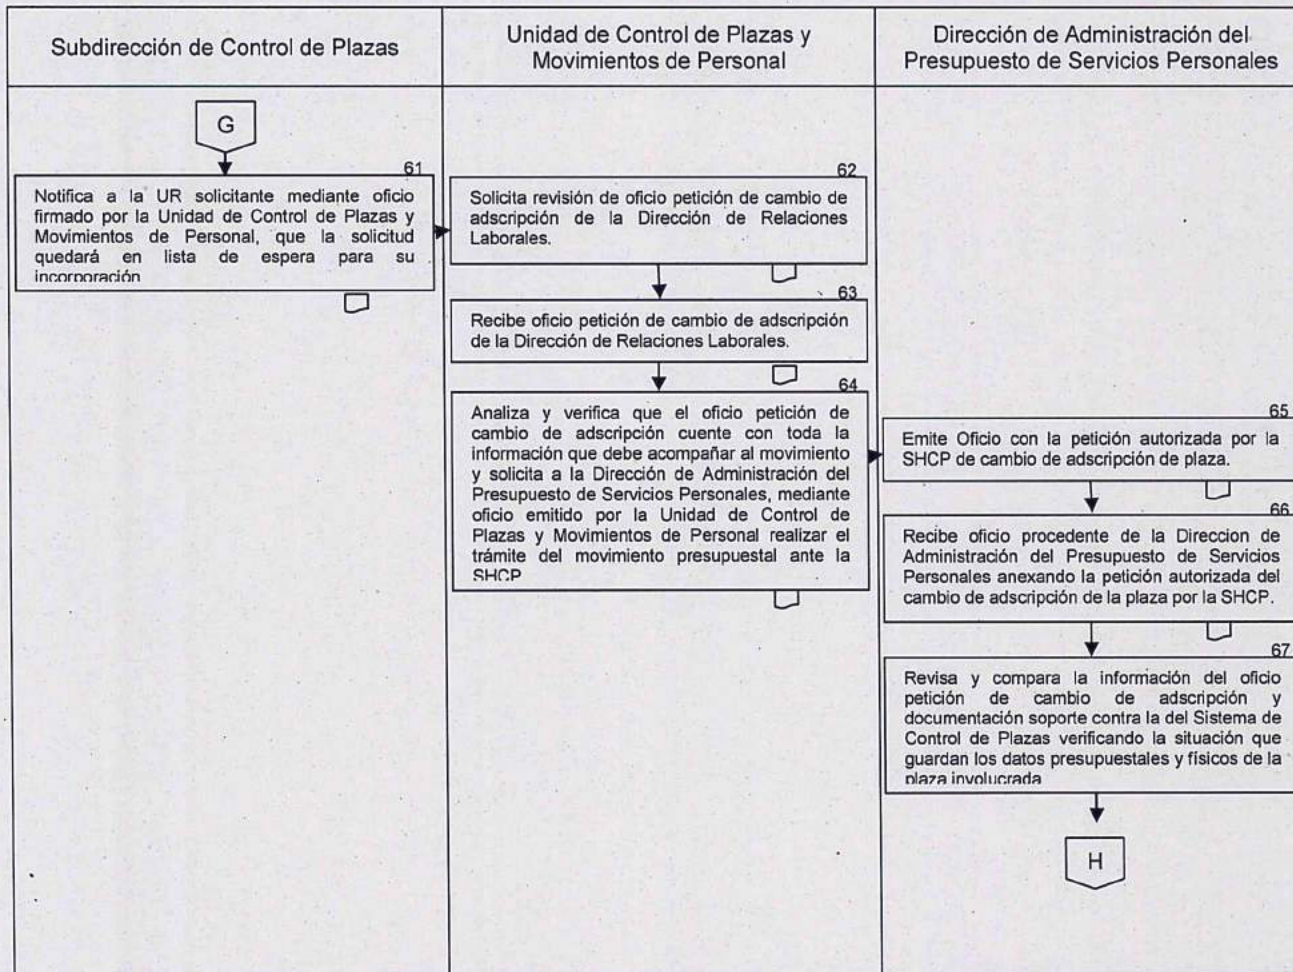 Subdirección de Control de Plazas
Unidad de Control de Plazas y
Movimientos de Personal
Dirección de Administración del
Presupuesto de Servicios Personales
G
61
Notifica a la UR solicitante mediante oficio
firmado por la Unidad de Control de Plazas y
Movimientos de Personal, que la solicitud
quedará en lista de espera para su
incorporación
62
Solicita revisión de oficio petición de cambio de
adscripción de la Dirección de Relaciones
Laborales.
63
Recibe oficio petición de cambio de adscripción
de la Dirección de Relaciones Laborales.
64
Analiza y verifica que el oficio petición de
cambio de adscripción cuente con toda la
información que debe acompañar al movimiento
y solicita a la Dirección de Administración del
Presupuesto de Servicios Personales, mediante
oficio emitido por la Unidad de Control de
Plazas y Movimientos de Personal realizar el
trámite del movimiento presupuestal ante la
SHCP
65
Emite Oficio con la petición autorizada por la
SHCP de cambio de adscripción de plaza.
66
Recibe oficio procedente de la Direccion de
Administración del Presupuesto de Servicios
Personales anexando la petición autorizada del
cambio de adscripción de la plaza por la SHCP.
67
Revisa y compara la información del oficio
petición de cambio de adscripción y
documentación soporte contra la del Sistema de
Control de Plazas verificando la situación que
guardan los datos presupuestales y físicos de la
plaza involucrada
H